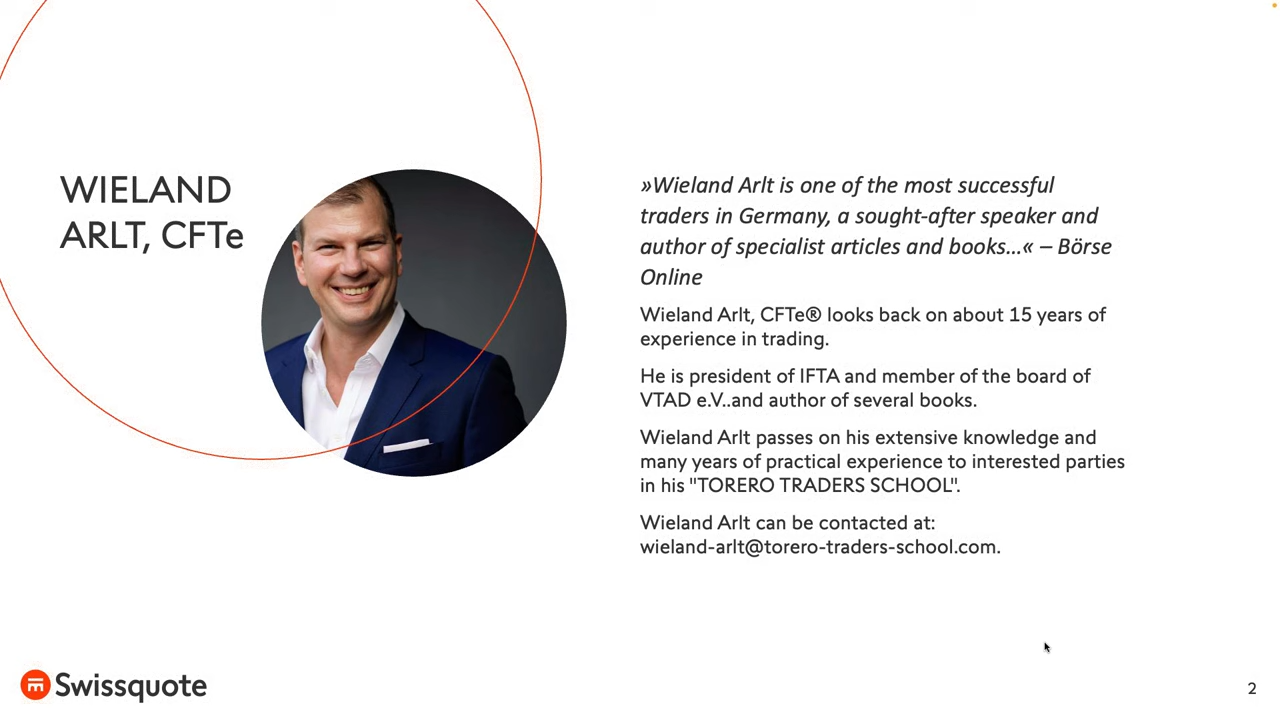 WIELAND
ARLT, CFTe
»Wieland Arlt is one of the most successful
traders in Germany, a sought-after speaker and
author of specialist articles and books...« – Börse
Online
Wieland Arlt, CFTe® looks back on about 15 years of
experience in trading.
He is president of IFTA and member of the board of
VTAD e.V..and author of several books.
Wieland Arlt passes on his extensive knowledge and
many years of practical experience to interested parties
in his "TORERO TRADERS SCHOOL".
Wieland Arlt can be contacted at:
wieland-arlt@torero-traders-school.com.
Swissquote
2